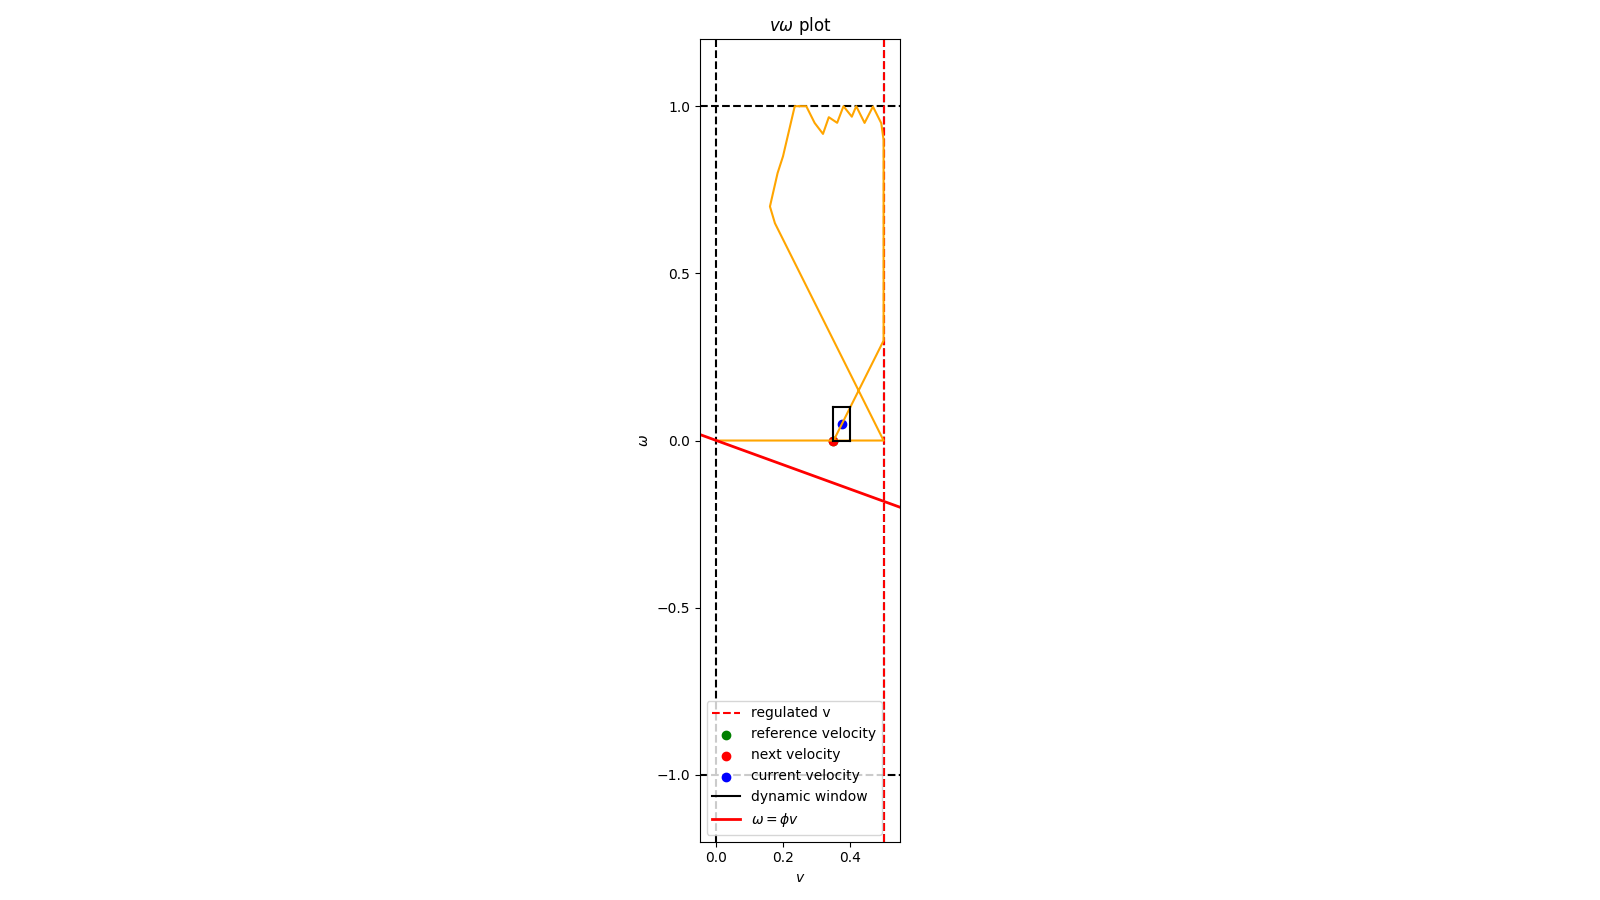 vω plot
1.0
0.5
0.0
−0.5
−1.0
ω
regulated v
reference velocity
next velocity
current velocity
dynamic window
ω = ϕv
0.0 0.2 0.4
v